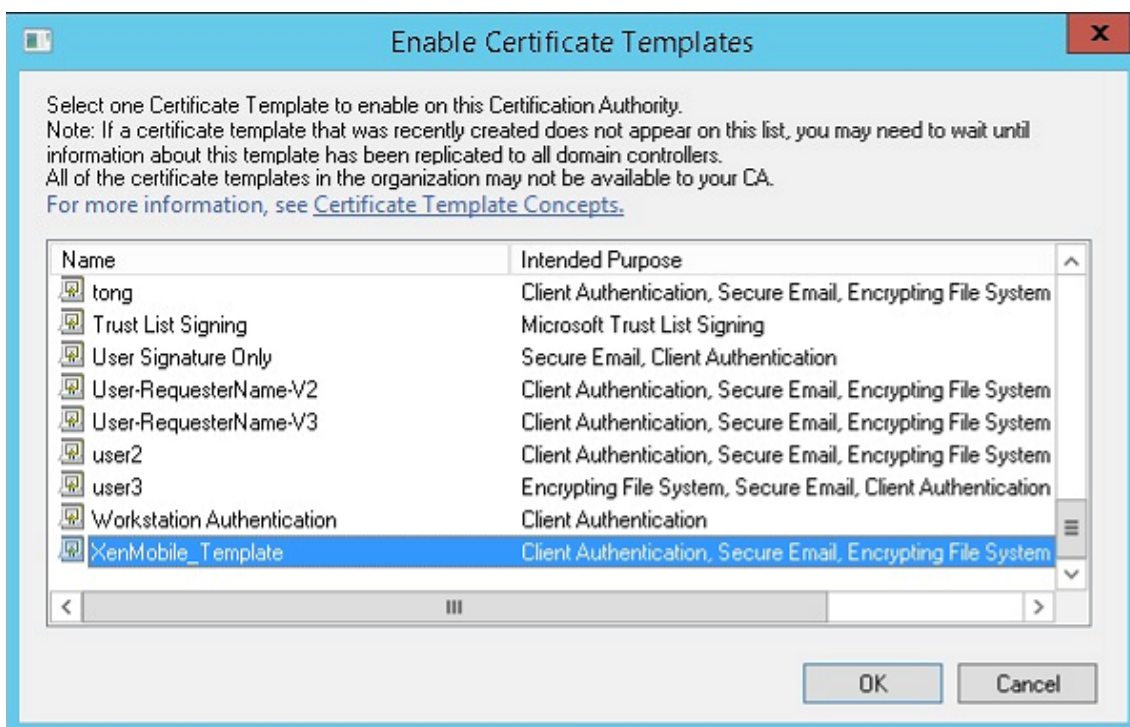 Enable Certificate Templates
x
Select one Certificate Template to enable on this Certification Authority.
Note: If a certificate template that was recently created does not appear on this list, you may need to wait until
information about this template has been replicated to all domain controllers.
All of the certificate templates in the organization may not be available to your CA.
For more information, see Certificate Template Concepts.
Name Intended Purpose
tong Client Authentication, Secure Email, Encrypting File System
Trust List Signing Microsoft Trust List Signing
User Signature Only Secure Email, Client Authentication
User-RequesterName-V2 Client Authentication, Secure Email, Encrypting File System
User-RequesterName-V3 Client Authentication, Secure Email, Encrypting File System
user2 Client Authentication, Secure Email, Encrypting File System
user3 Encrypting File System, Secure Email, Client Authentication
Workstation Authentication Client Authentication
XenMobile_Template Client Authentication, Secure Email, Encrypting File System
OK Cancel